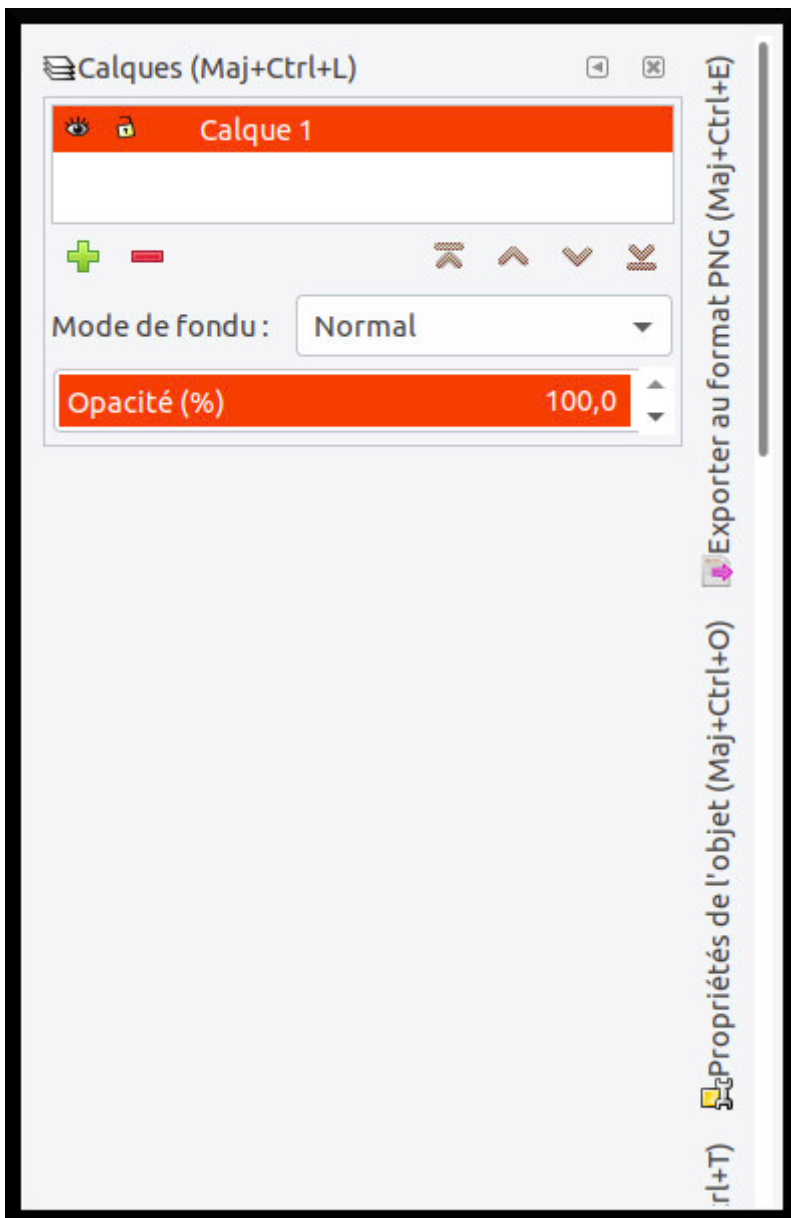 Calques (Maj+Ctrl+L)
Calque 1
Mode de fondu :
Normal
Opacité (%)
100,0
Exporter au format PNG (Maj+Ctrl+E)
Propriétés de l'objet (Maj+Ctrl+O)
rl+T)